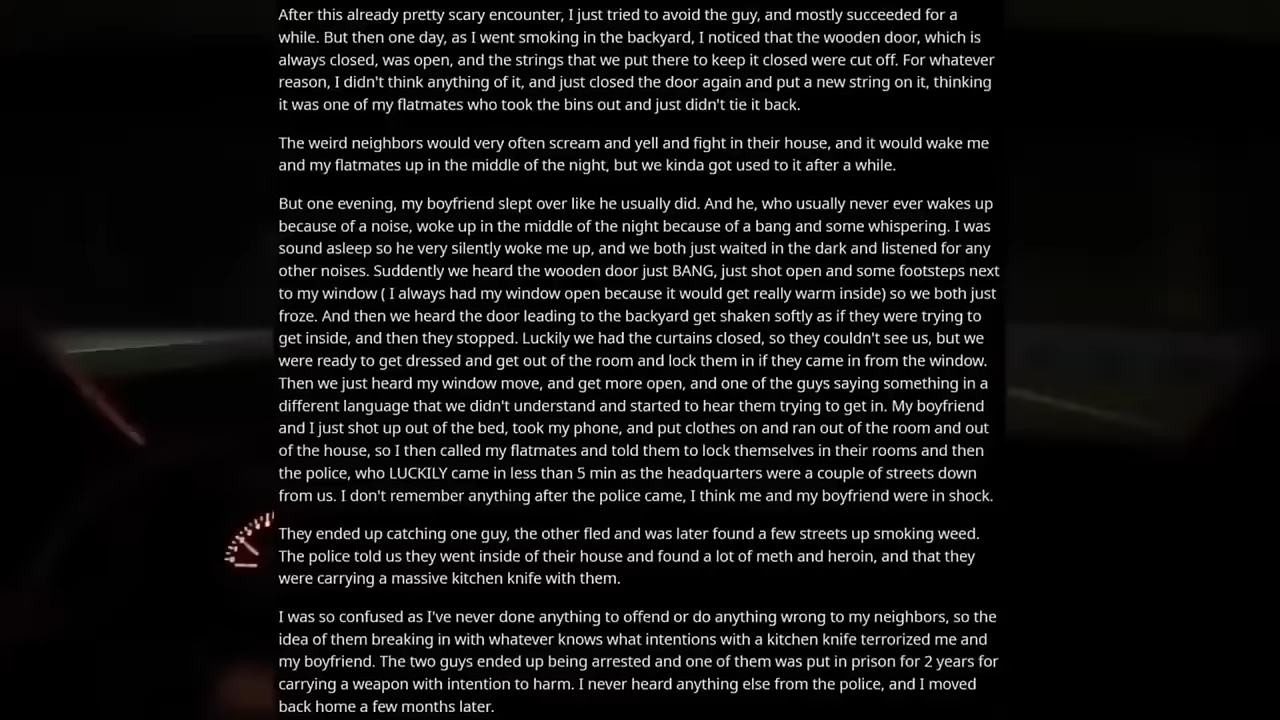 After this already pretty scary encounter, I just tried to avoid the guy, and mostly succeeded for a
while. But then one day, as I went smoking in the backyard, I noticed that the wooden door, which is
always closed, was open, and the strings that we put there to keep it closed were cut off. For whatever
reason, I didn't think anything of it, and just closed the door again and put a new string on it, thinking
it was one of my flatmates who took the bins out and just didn't tie it back.
The weird neighbors would very often scream and yell and fight in their house, and it would wake me
and my flatmates up in the middle of the night, but we kinda got used to it after a while.
But one evening, my boyfriend slept over like he usually did. And he, who usually never ever wakes up
because of a noise, woke up in the middle of the night because of a bang and some whispering. I was
sound asleep so he very silently woke me up, and we both just waited in the dark and listened for any
other noises. Suddently we heard the wooden door just BANG, just shot open and some footsteps next
to my window ( I always had my window open because it would get really warm inside) so we both just
froze. And then we heard the door leading to the backyard get shaken softly as if they were trying to
get inside, and then they stopped. Luckily we had the curtains closed, so they couldn't see us, but we
were ready to get dressed and get out of the room and lock them in if they came in from the window.
Then we just heard my window move, and get more open, and one of the guys saying something in a
different language that we didn't understand and started to hear them trying to get in. My boyfriend
and I just shot up out of the bed, took my phone, and put clothes on and ran out of the room and out
of the house, so I then called my flatmates and told them to lock themselves in their rooms and then
the police, who LUCKILY came in less than 5 min as the headquarters were a couple of streets down
from us. I don't remember anything after the police came, I think me and my boyfriend were in shock.
They ended up catching one guy, the other fled and was later found a few streets up smoking weed.
The police told us they went inside of their house and found a lot of meth and heroin, and that they
were carrying a massive kitchen knife with them.
I was so confused as I've never done anything to offend or do anything wrong to my neighbors, so the
idea of them breaking in with whatever knows what intentions with a kitchen knife terrorized me and
my boyfriend. The two guys ended up being arrested and one of them was put in prison for 2 years for
carrying a weapon with intention to harm. I never heard anything else from the police, and I moved
back home a few months later.